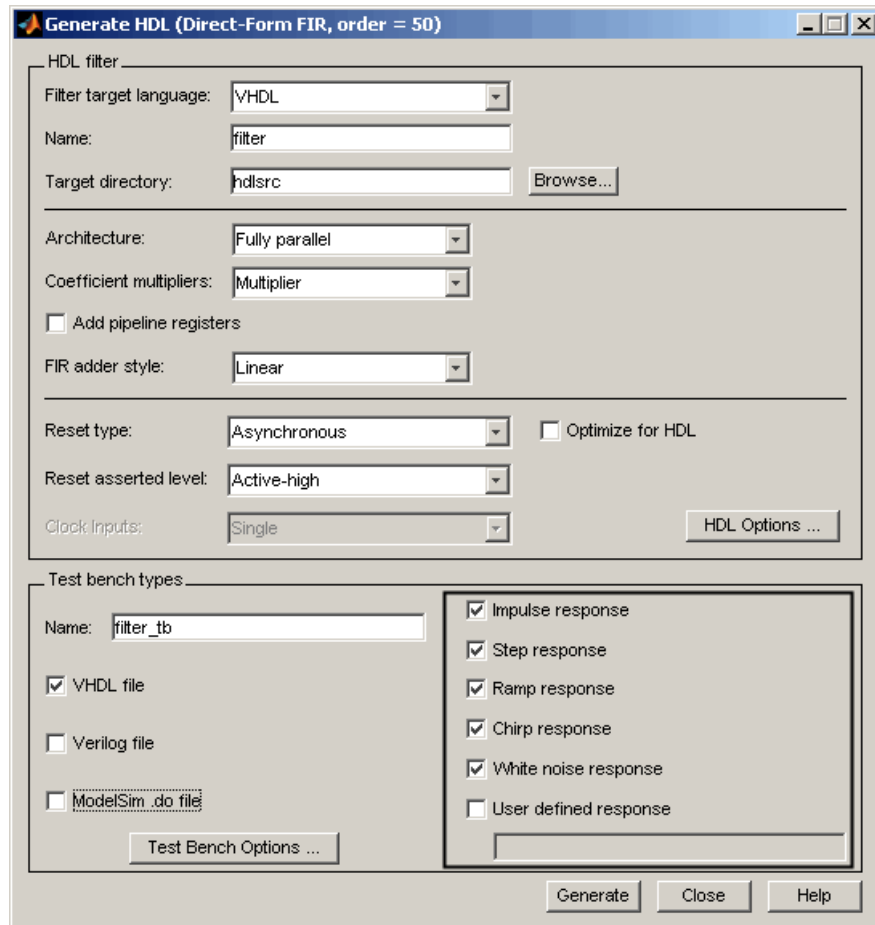 Generate HDL (Direct-Form FIR, order = 50)
HDL filter
Filter target language: VHDL
Name: filter
Target directory: hdlsrc Browse...
Architecture: Fully parallel
Coefficient multipliers: Multiplier
Add pipeline registers
FIR adder style: Linear
Reset type: Asynchronous Optimize for HDL
Reset asserted level: Active-high
Clock Inputs: Single HDL Options ...
Test bench types
Name: filter_tb
VHDL file
Verilog file
ModelSim .do file
Test Bench Options ...
Impulse response
Step response
Ramp response
Chirp response
White noise response
User defined response
Generate Close Help